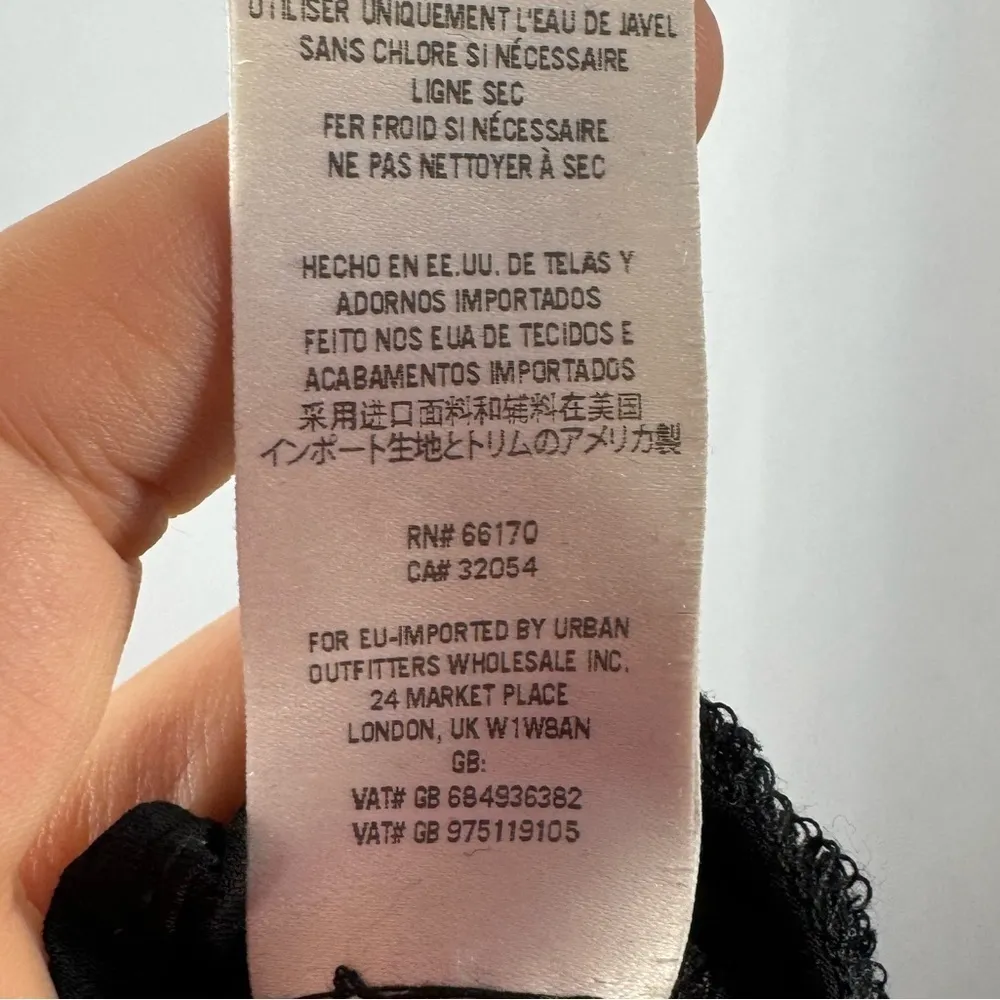 UTILISER UNIQUEMENT L'EAU DE JAVEL
SANS CHLORE SI NÉCESSAIRE
LIGNE SEC
FER FROID SI NÉCESSAIRE
NE PAS NETTOYER À SEC
HECHO EN EE.UU. DE TELAS Y
ADORNOS IMPORTADOS
FEITO NOS EUA DE TECIDOS E
ACABAMENTOS IMPORTADOS
采用进口面料和辅料在美国
インポート生地とトリムのアメリカ製
RN# 66170
CA# 32054
FOR EU-IMPORTED BY URBAN
OUTFITTERS WHOLESALE INC.
24 MARKET PLACE
LONDON, UK W1W8AN
GB:
VAT# GB 684936382
VAT# GB 975119105